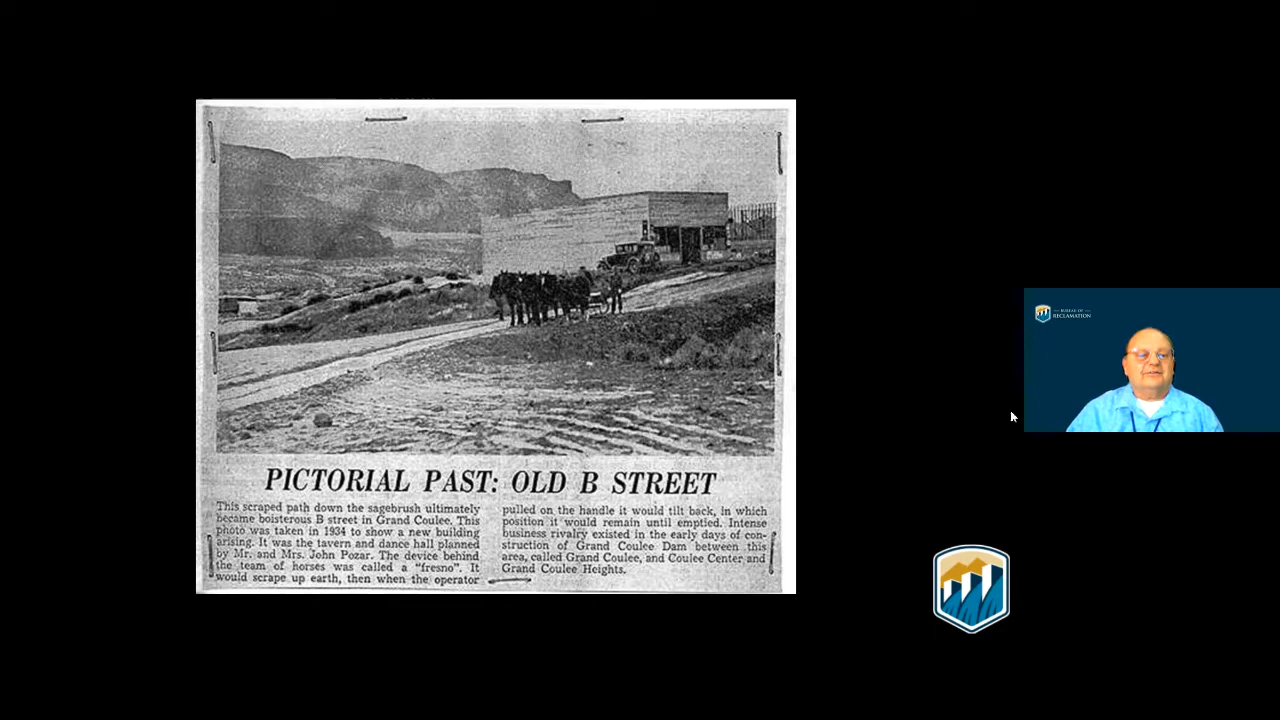 PICTORIAL PAST: OLD B STREET
This scraped path down the sagebrush ultimately
became boisterous B street in Grand Coulee. This
photo was taken in 1934 to show a new building
arising. It was the tavern and dance hall planned
by Mr. and Mrs. John Pozar. The device behind
the team of horses was called a "fresno". It
would scrape up earth, then when the operator
pulled on the handle it would tilt back, in which
position it would remain until emptied. Intense
business rivalry existed in the early days of con-
struction of Grand Coulee Dam between this
area, called Grand Coulee, and Coulee Center and
Grand Coulee Heights.
BUREAU OF
RECLAMATION